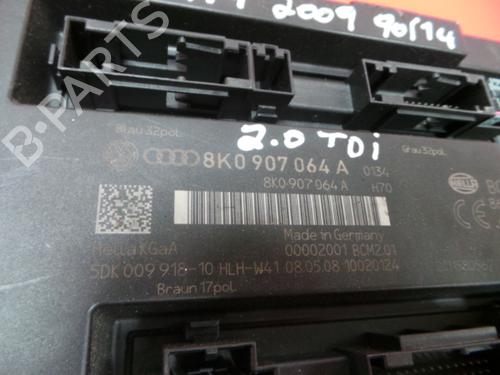 2009 90/14
Blau 32pol.
2.0 TDi
Grau 32pol.
8K0 907 064 A 0134
8K0 907 064 A H70
HELLA
Made in Germany
Hella KGaA 00002001 BCM2.01
5DK 009 918-10 HLH-W41 08.05.08 10020124
Braun 17pol.
B-PARTS